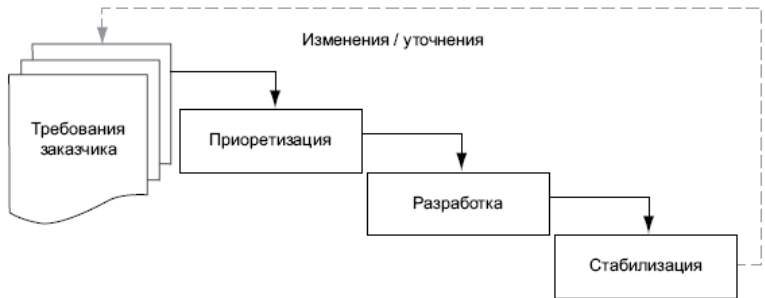 Изменения / уточнения
Требования
заказчика
Приоретизация
Разработка
Стабилизация